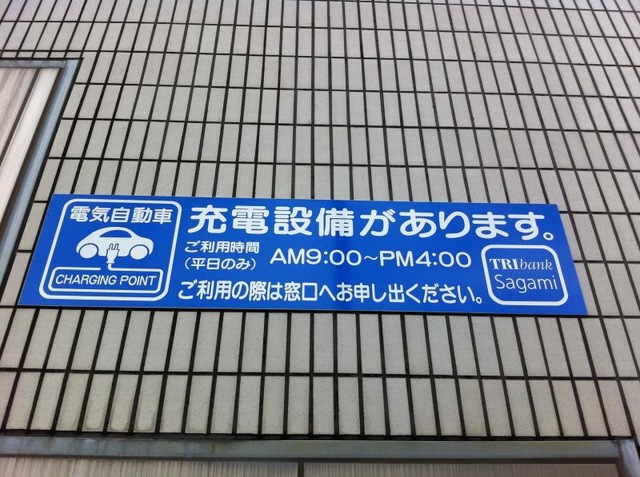 電気自動車
CHARGING POINT
充電設備があります。
ご利用時間
(平日のみ)
AM9:00~PM4:00
ご利用の際は窓口へお申し出ください。
TRIbank
Sagami